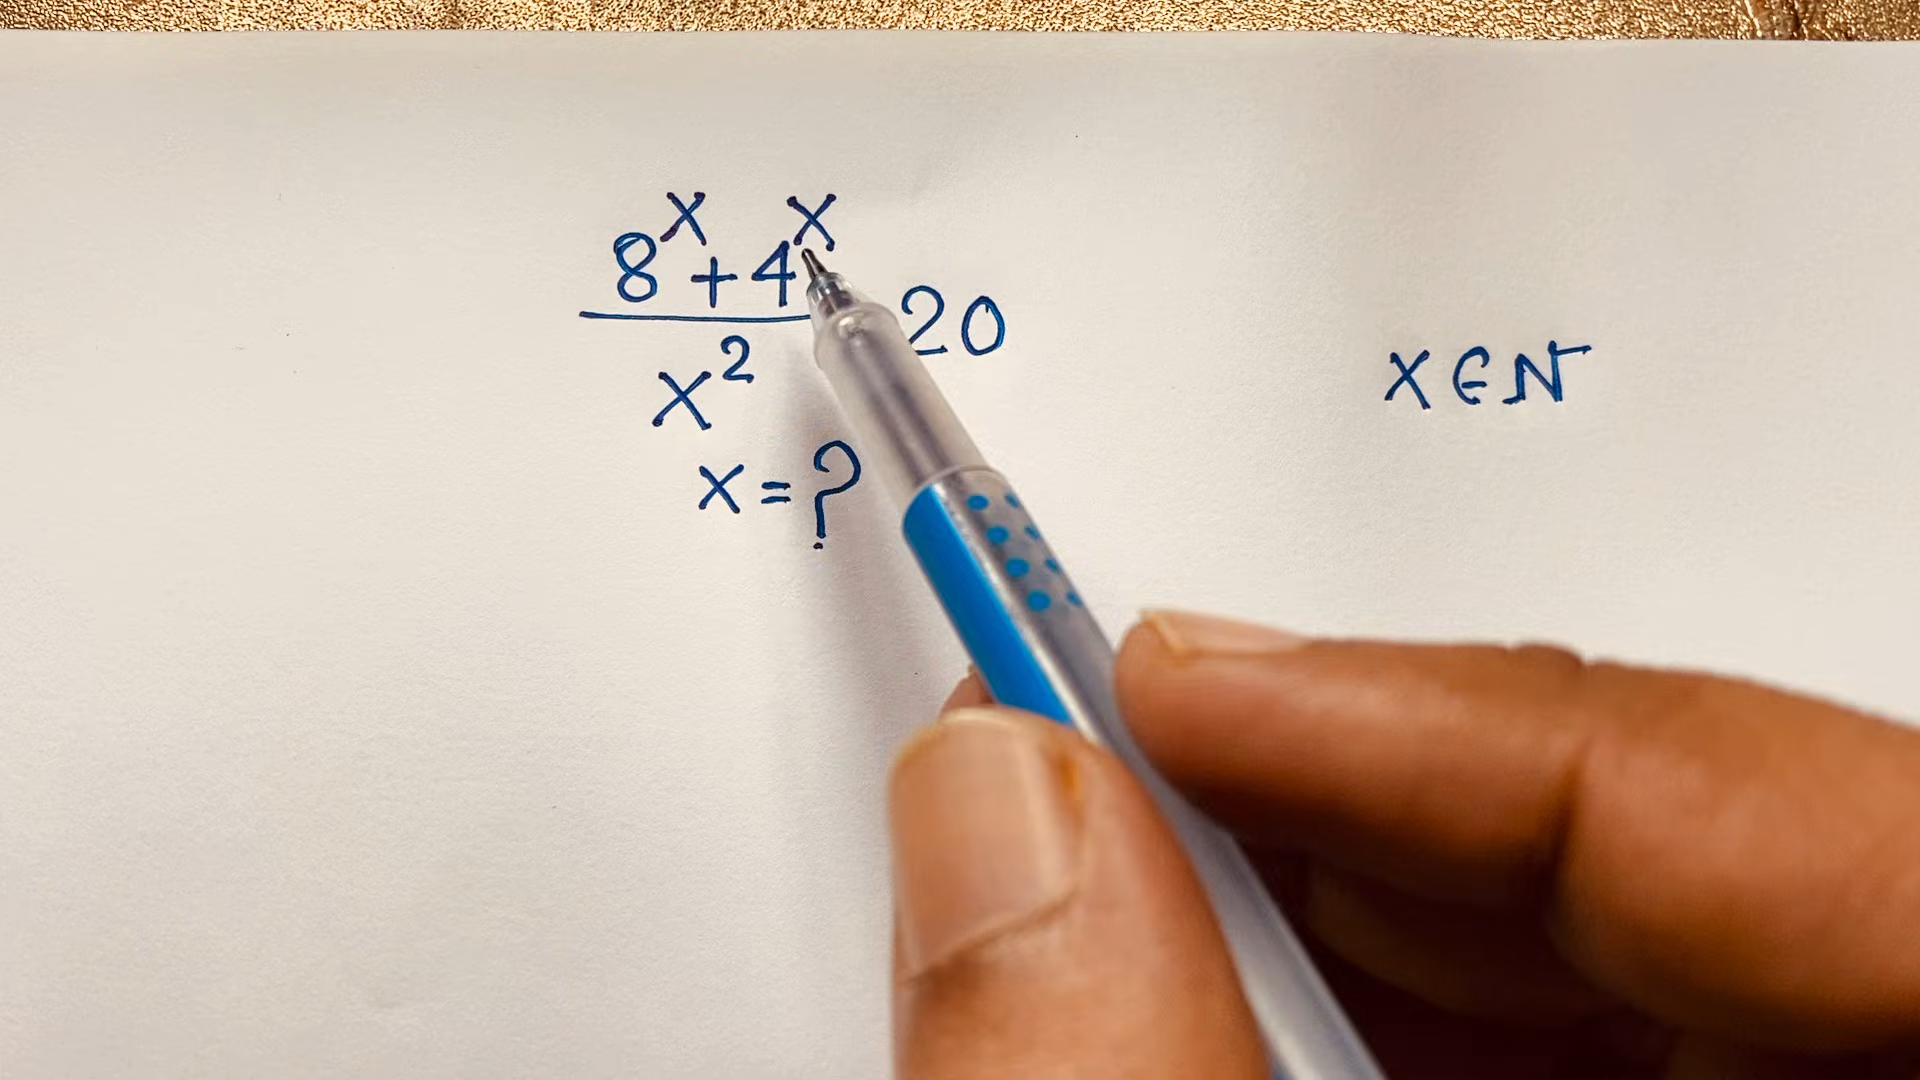 8^x + 4^x
/ x^2 20
x = ?
x ∈ N